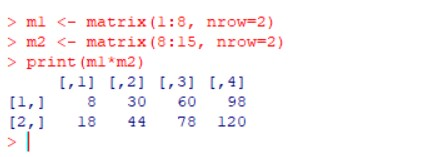 > m1 <- matrix(1:8, nrow=2)
> m2 <- matrix(8:15, nrow=2)
> print(m1*m2)
     [,1] [,2] [,3] [,4]
[1,]    8   30   60   98
[2,]   18   44   78  120
>